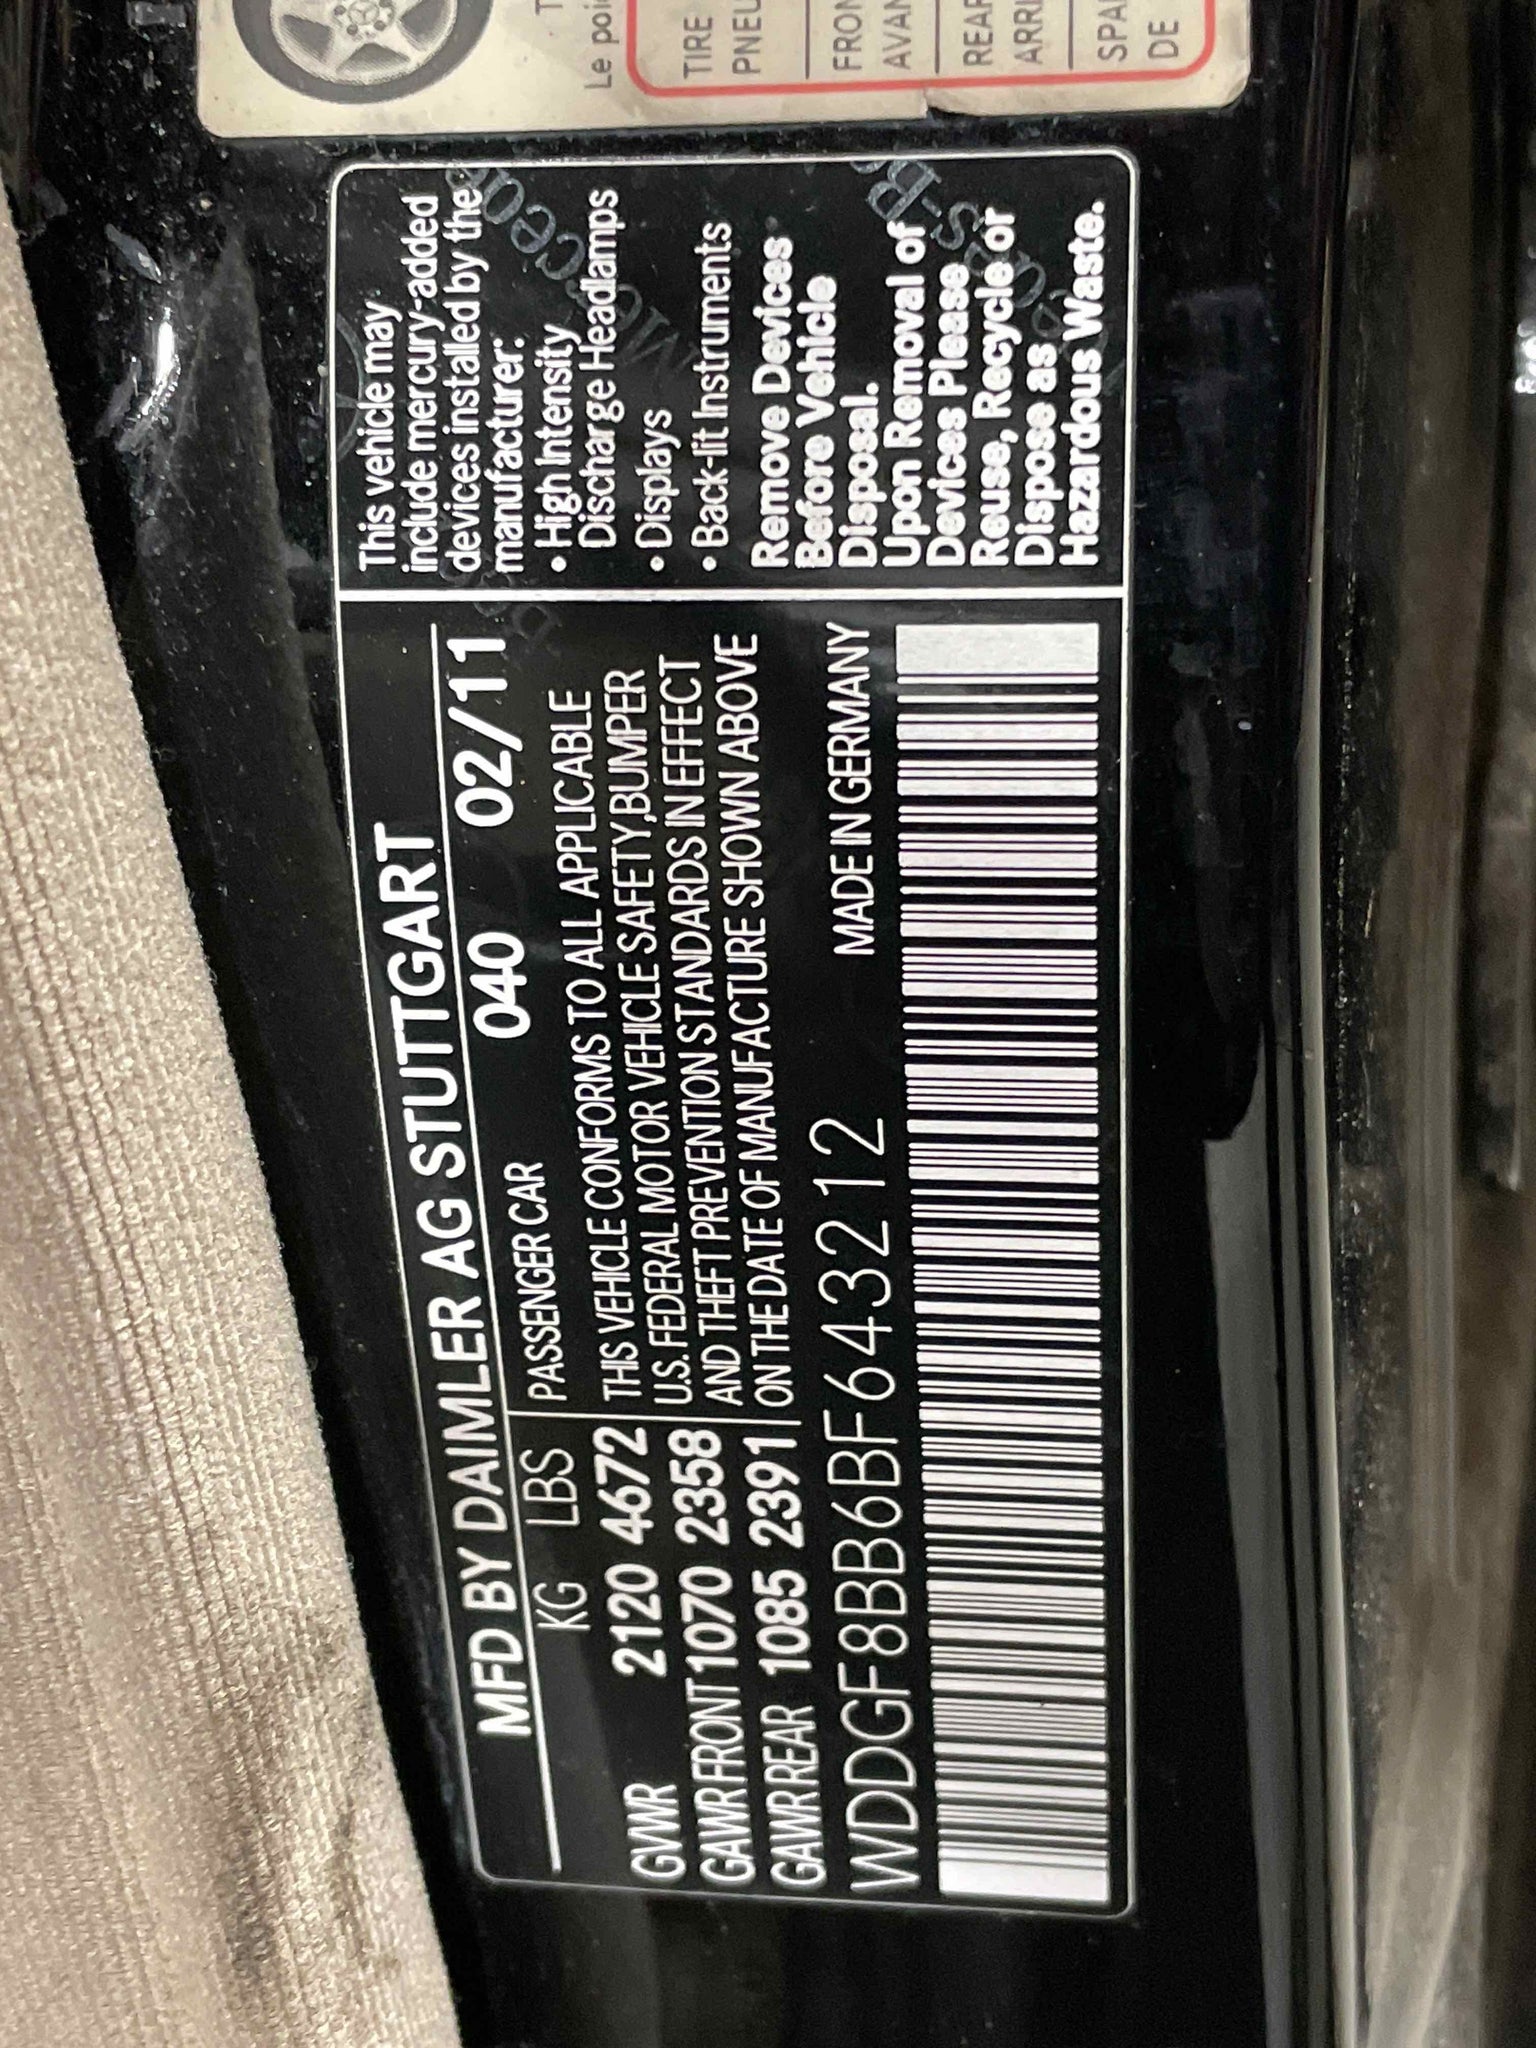 MFD BY DAIMLER AG STUTTGART
040 02/11
KG LBS PASSENGER CAR
GVWR 2120 4672
GAWR FRONT 1070 2358
GAWR REAR 1085 2391
THIS VEHICLE CONFORMS TO ALL APPLICABLE
U.S. FEDERAL MOTOR VEHICLE SAFETY, BUMPER
AND THEFT PREVENTION STANDARDS IN EFFECT
ON THE DATE OF MANUFACTURE SHOWN ABOVE
MADE IN GERMANY
WDDGF8BB6BF643212
This vehicle may
include mercury-added
devices installed by the
manufacturer:
• High Intensity
Discharge Headlamps
• Displays
• Back-lit Instruments
Remove Devices
Before Vehicle
Disposal.
Upon Removal of
Devices Please
Reuse, Recycle or
Dispose as
Hazardous Waste.
Le
TIRE
PNEU
FRON
AVAN
REAR
ARRI
SPA
DE